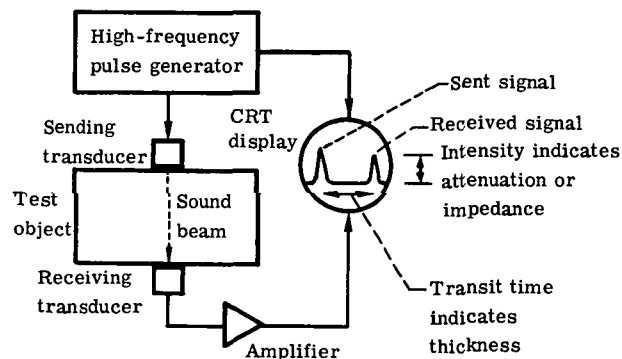 High-frequency
pulse generator
Sent signal
CRT
display
Received signal
Sending
transducer
Intensity indicates
attenuation or
impedance
Test
object
Sound
beam
Receiving
transducer
Transit time
indicates
thickness
Amplifier